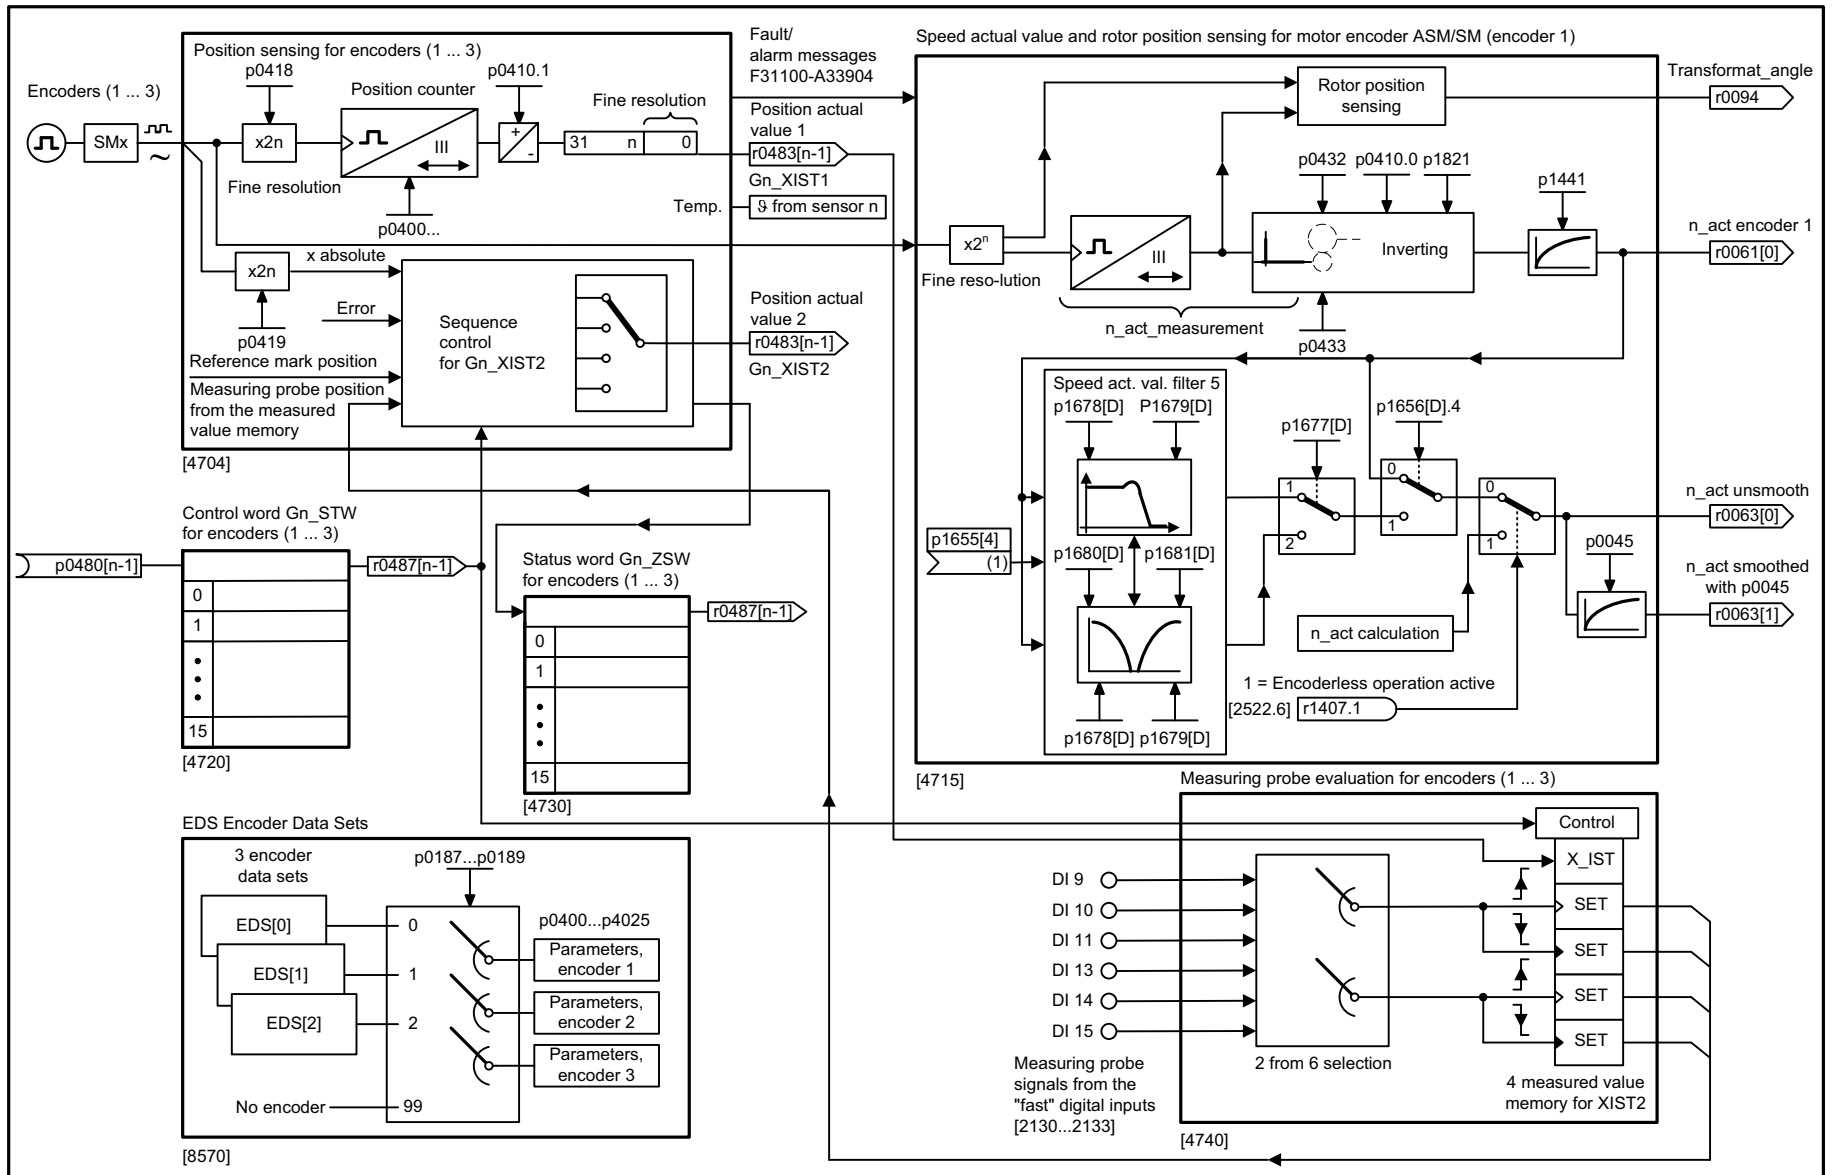 Position sensing for encoders (1 ... 3)
p0418
p0410.1
Position counter
Fine resolution
Encoders (1 ... 3)
SMx
x2n
III
+
-
31 n 0
Fine resolution
p0400...
x2n
x absolute
Error
p0419
Reference mark position
Measuring probe position
from the measured
value memory
Sequence
control
for Gn_XIST2
[4704]
Fault/
alarm messages
F31100-A33904
Position actual
value 1
r0483[n-1]
Gn_XIST1
Temp.
ϑ from sensor n
Position actual
value 2
r0483[n-1]
Gn_XIST2
Speed actual value and rotor position sensing for motor encoder ASM/SM (encoder 1)
Rotor position
sensing
Transformat_angle
r0094
p0432 p0410.0 p1821
p1441
x2ⁿ
Fine reso-lution
III
Inverting
n_act encoder 1
r0061[0]
n_act_measurement
p0433
Speed act. val. filter 5
p1678[D] P1679[D]
p1655[4]
(1)
p1680[D] p1681[D]
p1678[D] p1679[D]
p1677[D]
1
2
p1656[D].4
0
1
0
1
n_act unsmooth
r0063[0]
p0045
n_act smoothed
with p0045
r0063[1]
n_act calculation
1 = Encoderless operation active
[2522.6]
r1407.1
[4715]
Control word Gn_STW
for encoders (1 ... 3)
p0480[n-1]
r0487[n-1]
0
1
15
[4720]
Status word Gn_ZSW
for encoders (1 ... 3)
r0487[n-1]
0
1
15
[4730]
EDS Encoder Data Sets
3 encoder
data sets
p0187...p0189
EDS[0]
EDS[1]
EDS[2]
0
1
2
No encoder
99
p0400...p4025
Parameters,
encoder 1
Parameters,
encoder 2
Parameters,
encoder 3
[8570]
Measuring probe evaluation for encoders (1 ... 3)
Control
X_IST
SET
SET
SET
SET
DI 9
DI 10
DI 11
DI 13
DI 14
DI 15
Measuring probe
signals from the
"fast" digital inputs
[2130...2133]
2 from 6 selection
4 measured value
memory for XIST2
[4740]